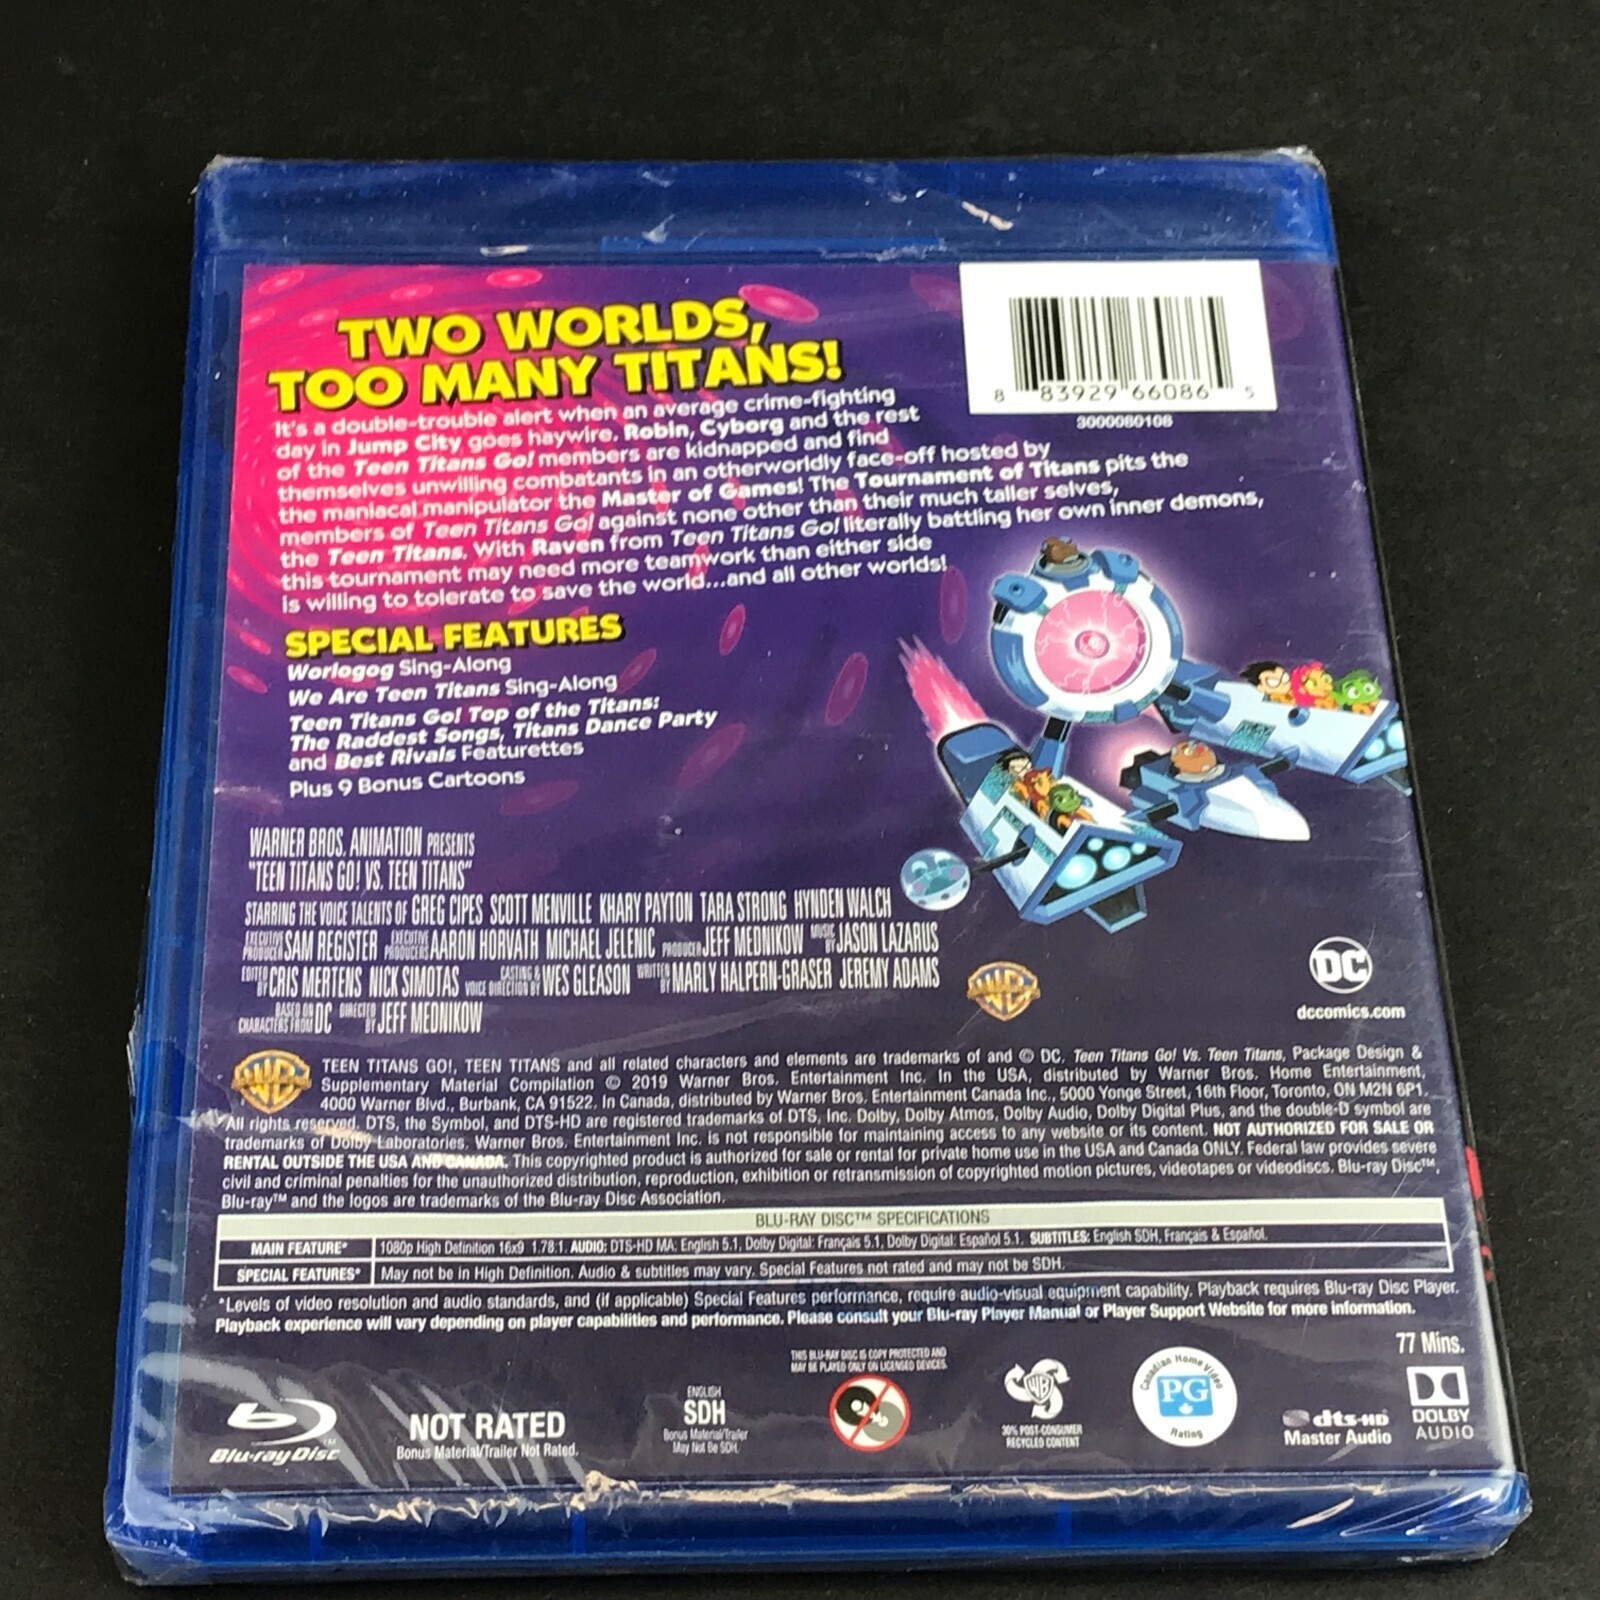 TWO WORLDS,
TOO MANY TITANS!
It's a double-trouble alert when an average crime-fighting
day in Jump City goes haywire. Robin, Cyborg and the rest
of the Teen Titans Go! members are kidnapped and find
themselves unwilling combatants in an otherworldly face-off hosted by
the maniacal manipulator the Master of Games! The Tournament of Titans pits the
members of Teen Titans Go! against none other than their much taller selves,
the Teen Titans. With Raven from Teen Titans Go! literally battling her own inner demons,
this tournament may need more teamwork than either side
is willing to tolerate to save the world...and all other worlds!
8 83929 66086 5
3000080108
SPECIAL FEATURES
Worlogog Sing-Along
We Are Teen Titans Sing-Along
Teen Titans Go! Top of the Titans:
The Raddest Songs, Titans Dance Party
and Best Rivals Featurettes
Plus 9 Bonus Cartoons
WARNER BROS. ANIMATION PRESENTS
"TEEN TITANS GO! VS. TEEN TITANS"
STARRING THE VOICE TALENTS OF GREG CIPES SCOTT MENVILLE KHARY PAYTON TARA STRONG HYNDEN WALCH
EXECUTIVE PRODUCER SAM REGISTER EXECUTIVE PRODUCERS AARON HORVATH MICHAEL JELENIC PRODUCER JEFF MEDNIKOW MUSIC BY JASON LAZARUS
EDITED BY CRIS MERTENS NICK SIMOTAS CASTING & VOICE DIRECTION BY WES GLEASON WRITTEN BY MARLY HALPERN-GRASER JEREMY ADAMS
BASED ON CHARACTERS FROM DC DIRECTED BY JEFF MEDNIKOW
WB
DC
dccomics.com
WB
TEEN TITANS GO!, TEEN TITANS and all related characters and elements are trademarks of and © DC. Teen Titans Go! Vs. Teen Titans, Package Design &
Supplementary Material Compilation © 2019 Warner Bros. Entertainment Inc. In the USA, distributed by Warner Bros. Home Entertainment,
4000 Warner Blvd., Burbank, CA 91522. In Canada, distributed by Warner Bros. Entertainment Canada Inc., 5000 Yonge Street, 16th Floor, Toronto, ON M2N 6P1.
All rights reserved. DTS, the Symbol, and DTS-HD are registered trademarks of DTS, Inc. Dolby, Dolby Atmos, Dolby Audio, Dolby Digital Plus, and the double-D symbol are
trademarks of Dolby Laboratories. Warner Bros. Entertainment Inc. is not responsible for maintaining access to any website or its content. NOT AUTHORIZED FOR SALE OR
RENTAL OUTSIDE THE USA AND CANADA. This copyrighted product is authorized for sale or rental for private home use in the USA and Canada ONLY. Federal law provides severe
civil and criminal penalties for the unauthorized distribution, reproduction, exhibition or retransmission of copyrighted motion pictures, videotapes or videodiscs. Blu-ray Disc™,
Blu-ray™ and the logos are trademarks of the Blu-ray Disc Association.
BLU-RAY DISC™ SPECIFICATIONS
MAIN FEATURE* 1080p High Definition 16x9 1.78:1. AUDIO: DTS-HD MA: English 5.1, Dolby Digital: Français 5.1, Dolby Digital: Español 5.1. SUBTITLES: English SDH, Français & Español.
SPECIAL FEATURES* May not be in High Definition. Audio & subtitles may vary. Special Features not rated and may not be SDH.
*Levels of video resolution and audio standards, and (if applicable) Special Features performance, require audio-visual equipment capability. Playback requires Blu-ray Disc Player.
Playback experience will vary depending on player capabilities and performance. Please consult your Blu-ray Player Manual or Player Support Website for more information.
77 Mins.
Blu-ray Disc™
NOT RATED
Bonus Material/Trailer Not Rated.
ENGLISH
SDH
Bonus Material/Trailer
May Not Be SDH.
THIS BLU-RAY DISC IS COPY PROTECTED AND
MAY BE PLAYED ONLY ON LICENSED DEVICES.
WB
30% POST-CONSUMER
RECYCLED CONTENT
Canadian Home Video
PG
Rating
dts-HD
Master Audio
DOLBY
AUDIO